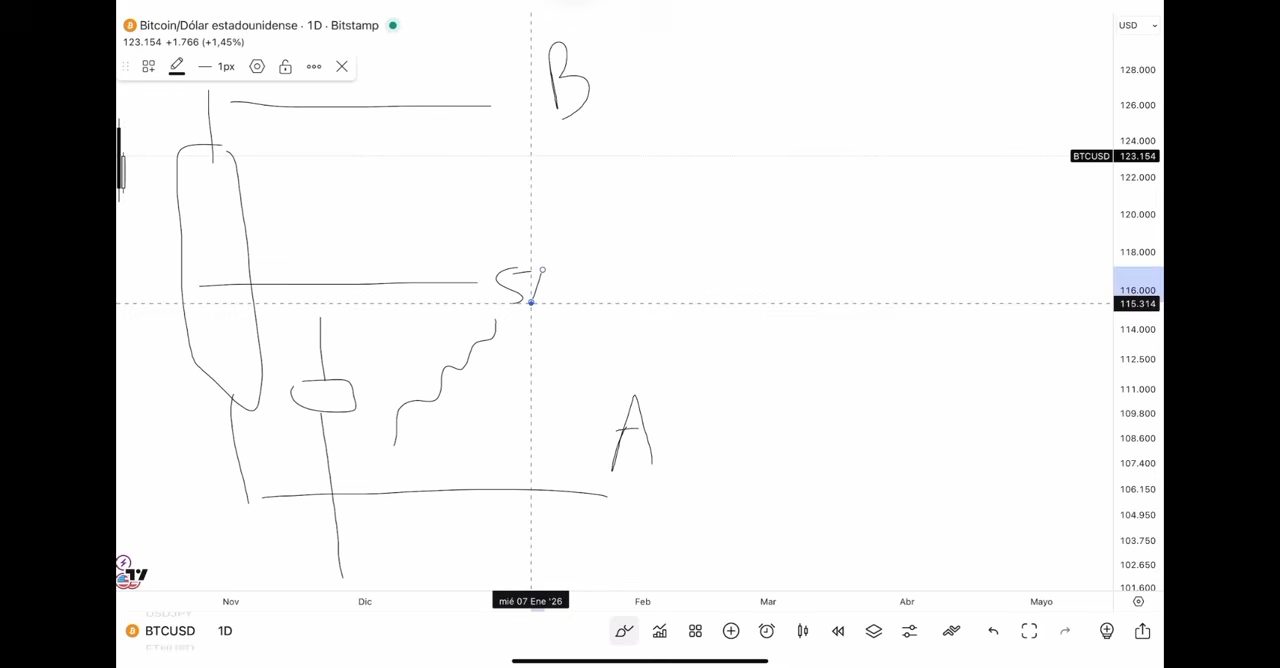 Bitcoin/Dólar estadounidense · 1D · Bitstamp
USD
123.154 +1.766 (+1,45%)
1px
B
128.000
126.000
124.000
BTCUSD 123.154
122.000
120.000
118.000
116.000
115.314
114.000
112.500
111.000
A
109.800
108.600
107.400
106.150
104.950
103.750
102.650
101.600
Nov
Dic
mié 07 Ene '26
Feb
Mar
Abr
Mayo
USDJPY
BTCUSD 1D